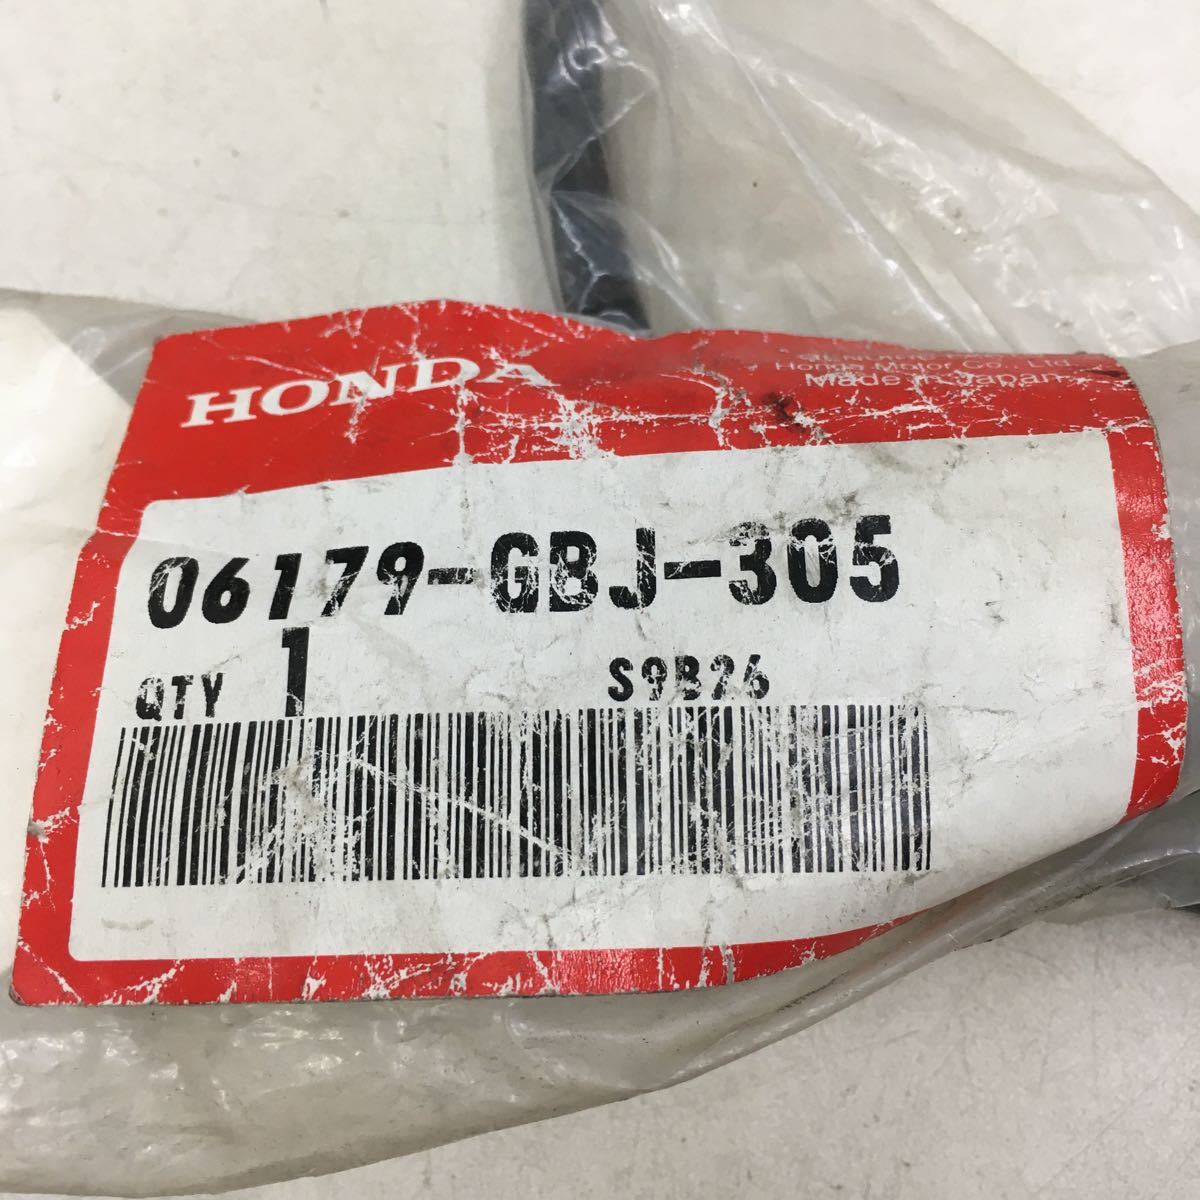 HONDA
Honda Motor Co., Ltd.
Made in Japan
06179-GBJ-305
QTY 1 S9B26